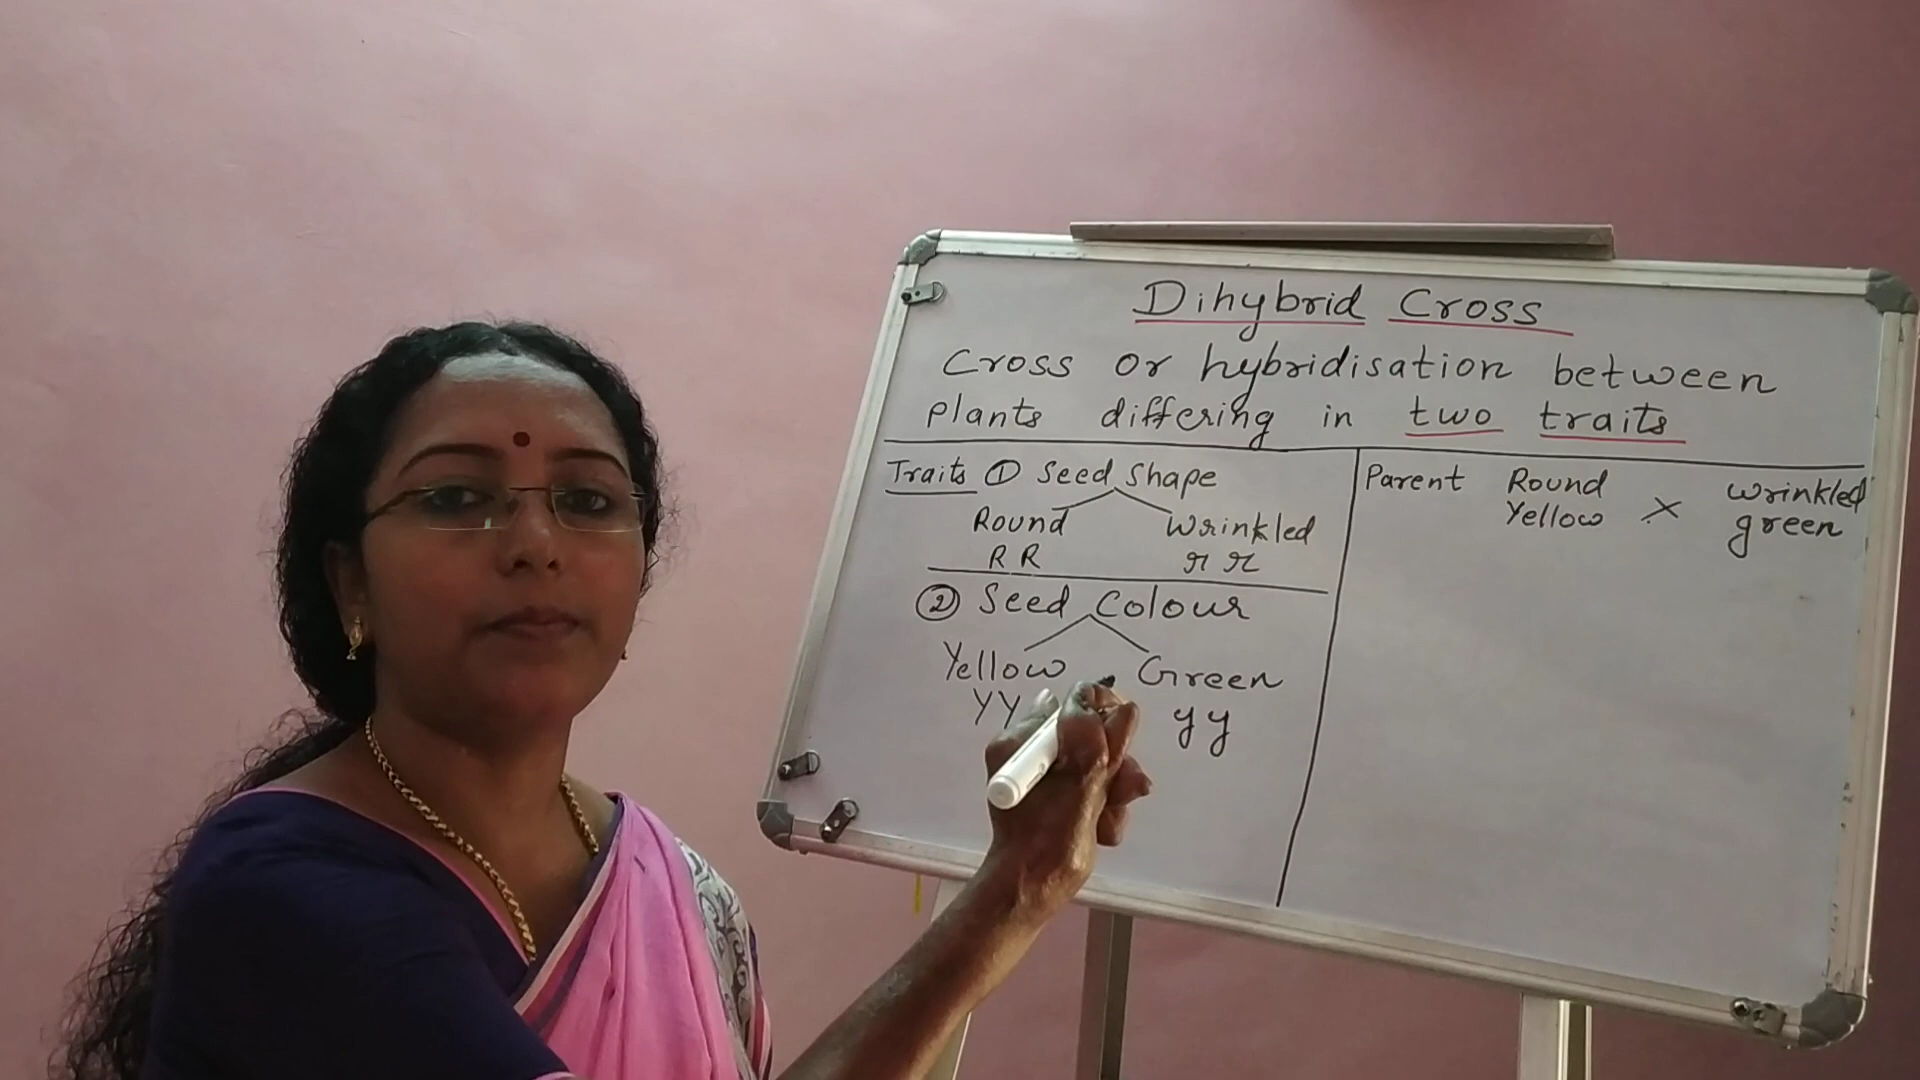 Dihybrid Cross
Cross or hybridisation between
plants differing in two traits
Traits ① Seed Shape
Round Wrinkled
RR rr
② Seed Colour
Yellow Green
YY yy
Parent Round × Wrinkled
Yellow green